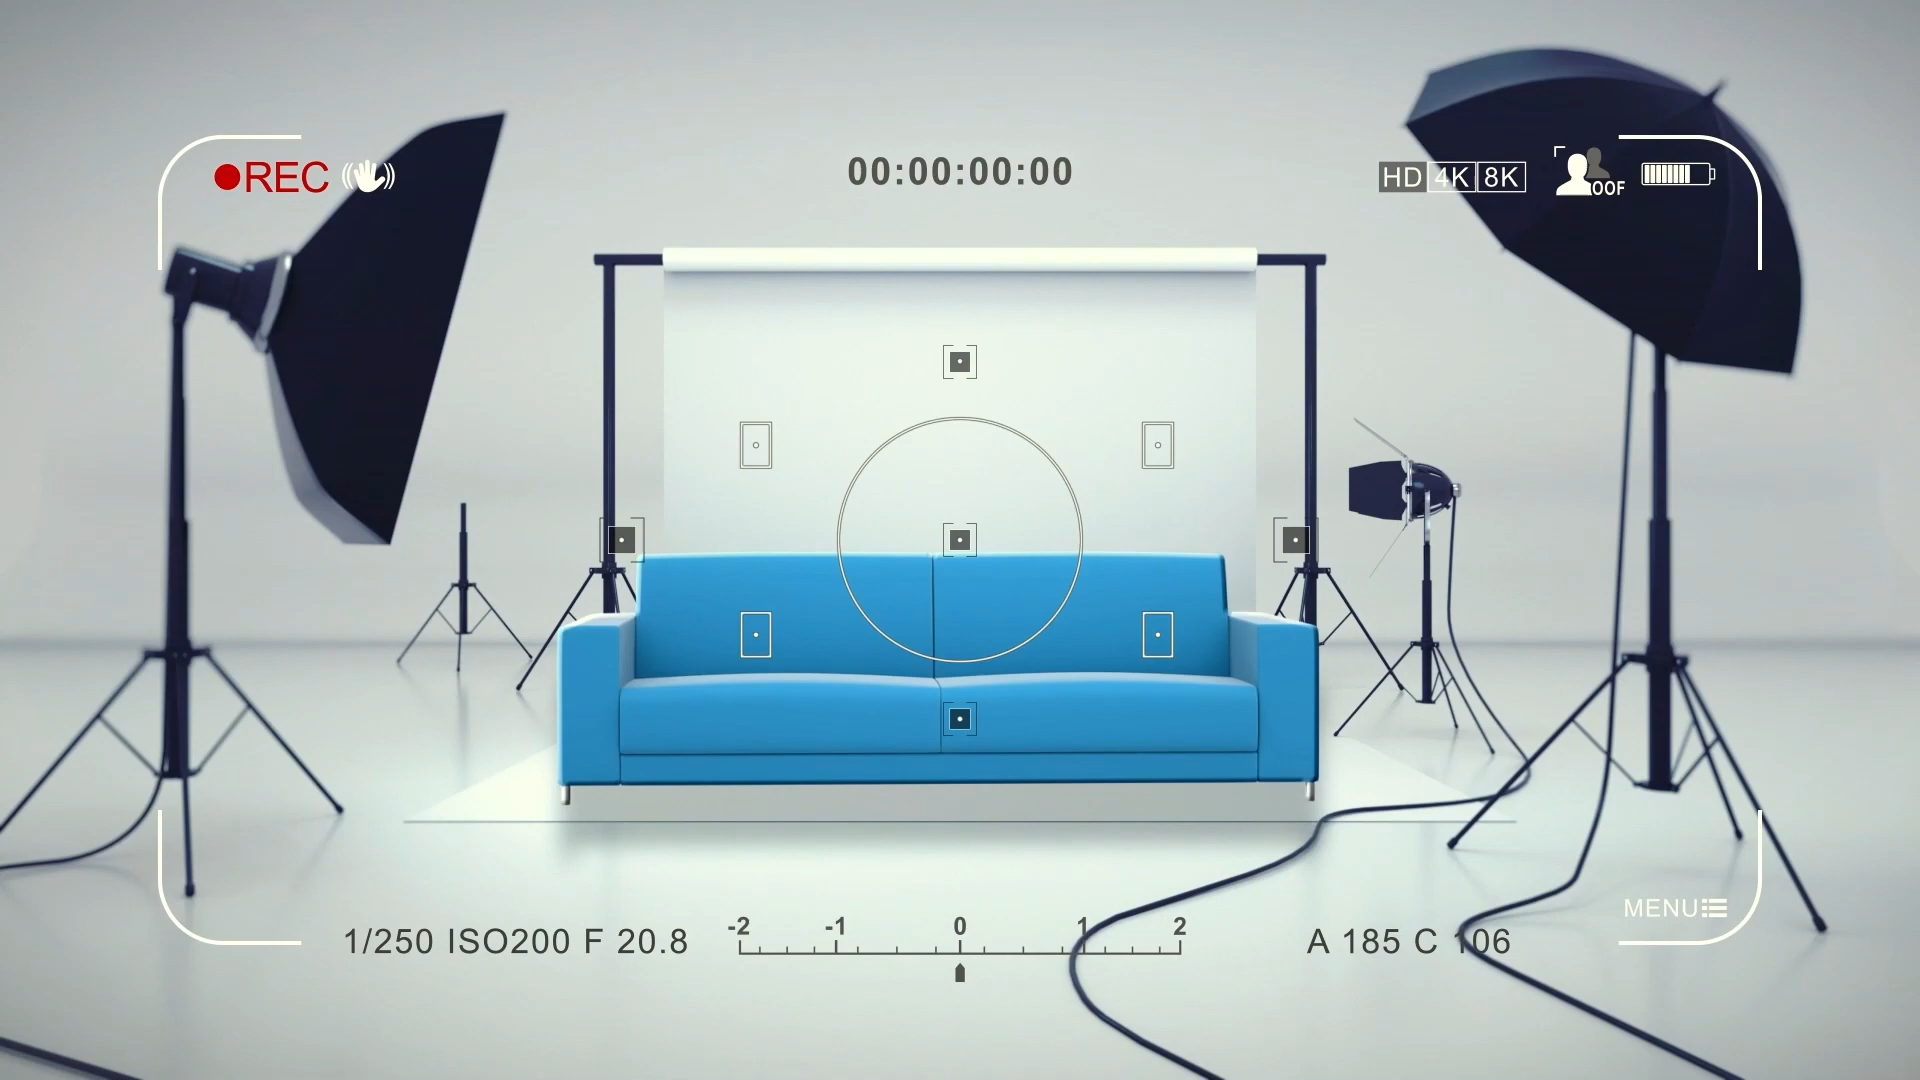 REC
00:00:00:00
HD 4K 8K
OOF
1/250 ISO200 F 20.8
-2 -1 0 1 2
A 185 C 106
MENU